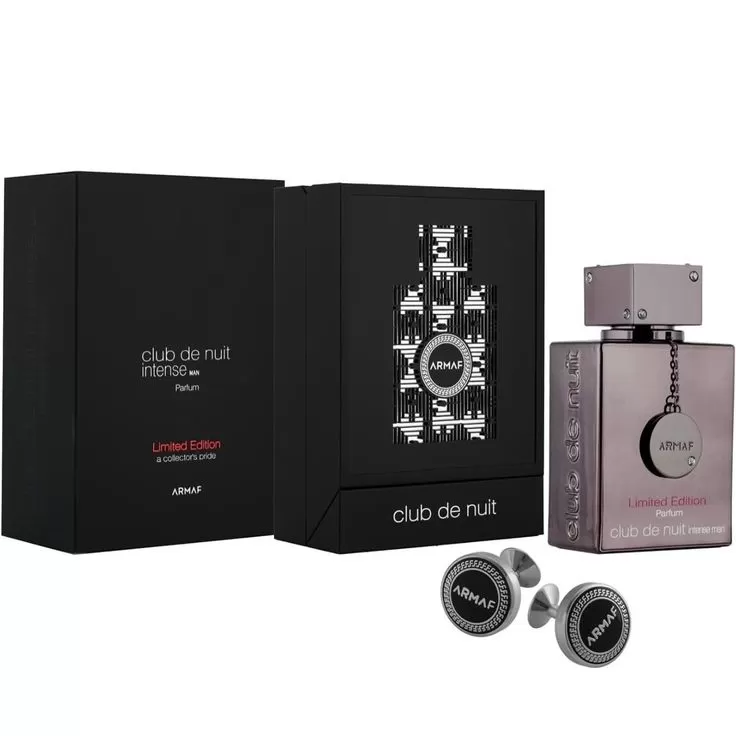 club de nuit
intense MAN
Parfum
Limited Edition
a collector's pride
ARMAF
ARMAF
club de nuit
club de nuit
ARMAF
Limited Edition
Parfum
club de nuit intense man
ARMAF
ARMAF